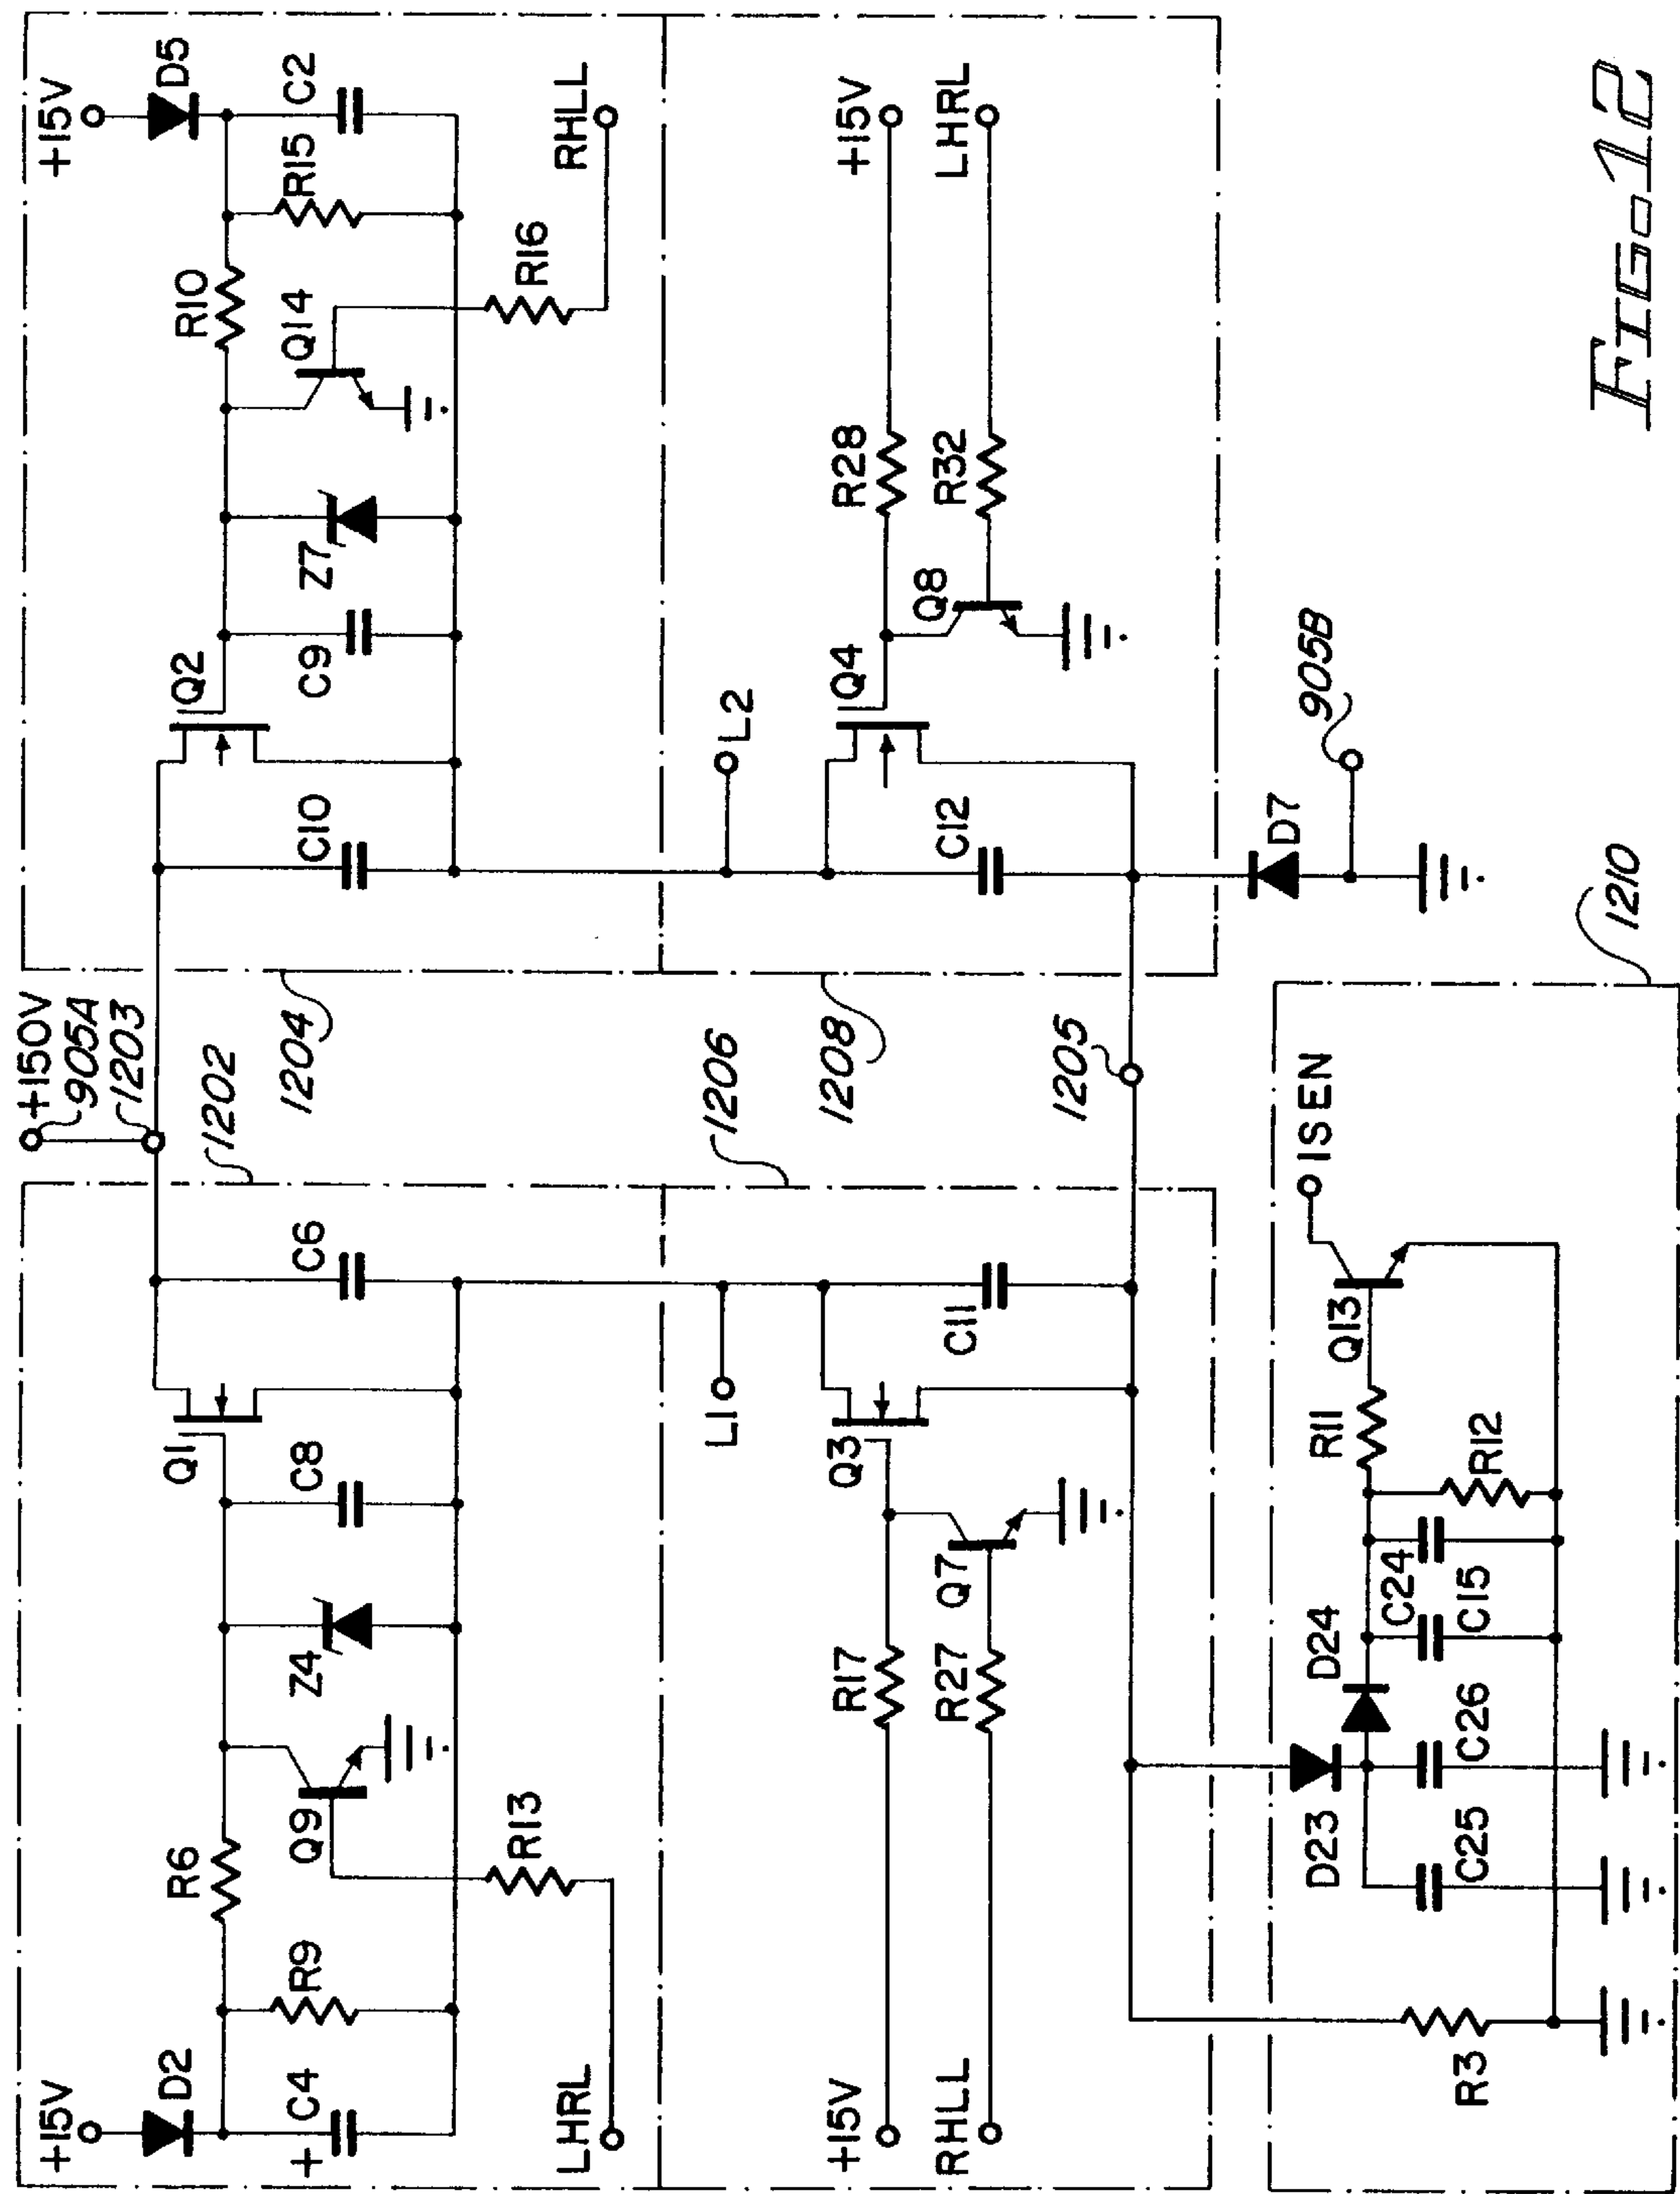 +150V
905A
1203
1202
1204
+15V
D2
C4
+
R9
R6
Q9
Z4
C8
Q1
C6
R13
LHRL
+15V
D5
C2
R15
R10
Q14
Z7
C9
Q2
C10
R16
RHLL
L1
L2
1206
1208
1205
+15V
RHLL
R17
R27
Q7
Q3
C11
C12
Q4
Q8
R28
R32
+15V
LHRL
D7
905B
1210
R3
D23
C25
C26
D24
C15
C24
R12
R11
Q13
ISEN
FIG-12